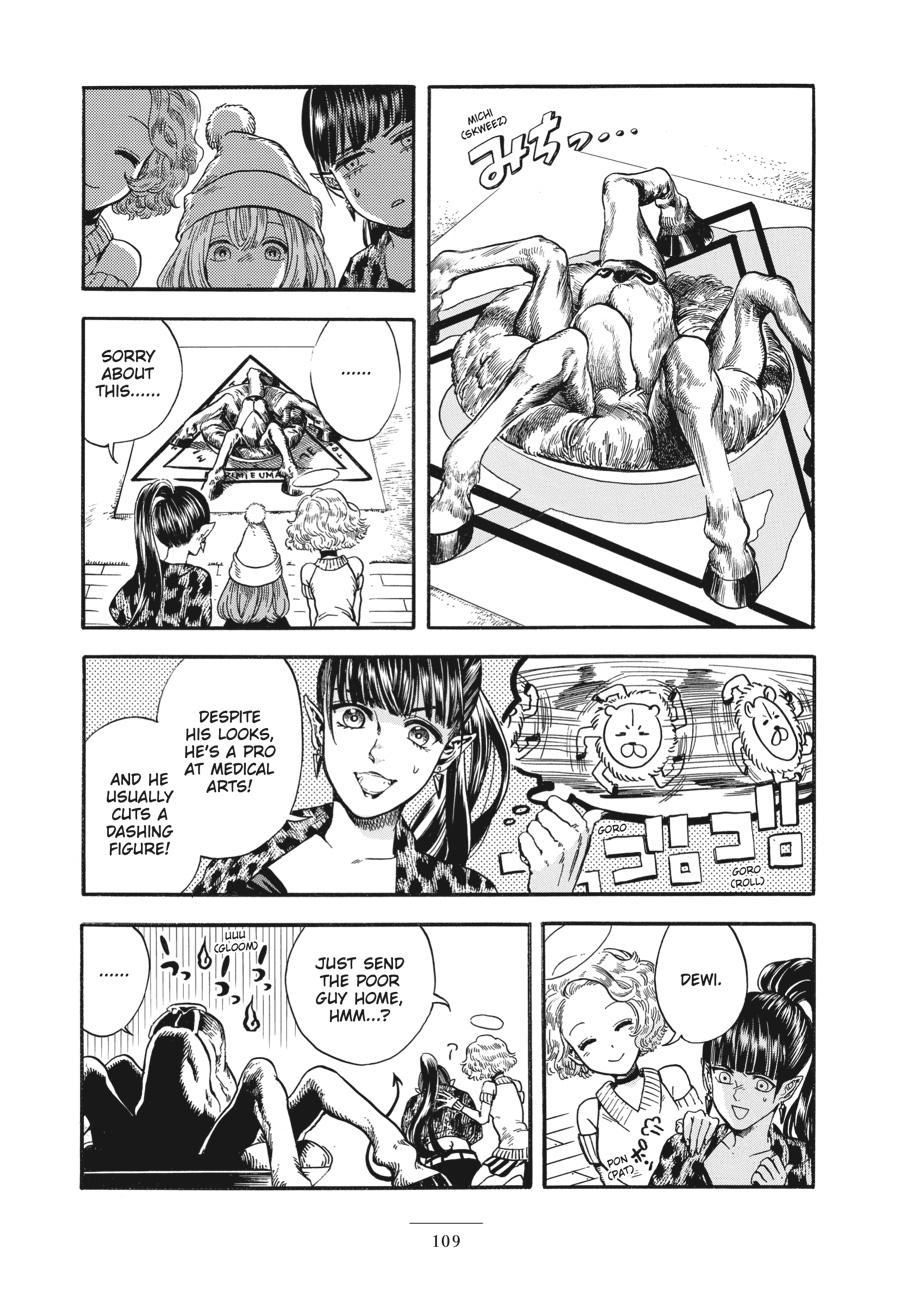 MICHI
(SKWEEZ)
みちっ…
......
SORRY
ABOUT
THIS......
GORO
GORO
(ROLL)
ゴロゴロ
DESPITE
HIS LOOKS,
HE'S A PRO
AT MEDICAL
ARTS!
AND HE
USUALLY
CUTS A
DASHING
FIGURE!
DEWI.
PON
(PAT)
ポン
?
JUST SEND
THE POOR
GUY HOME,
HMM...?
UUU
(GLOOM)
......
109